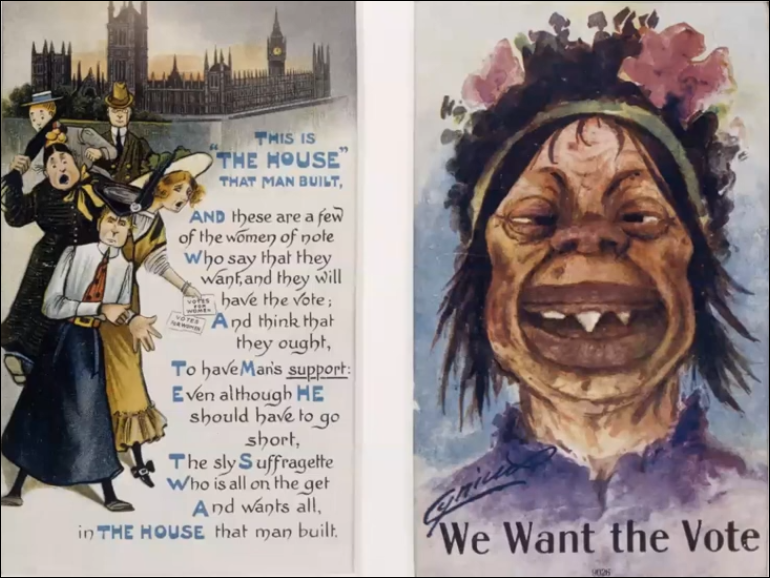 THIS IS
"THE HOUSE"
THAT MAN BUILT,
AND these are a few
of the women of note
Who say that they
want, and they will
have the vote;
And think that
they ought,
To have Man's support:
Even although HE
should have to go
short,
The sly Suffragette
Who is all on the get
And wants all,
in THE HOUSE that man built.
VOTES
FOR
WOMEN
VOTES
Cynicus
We Want the Vote